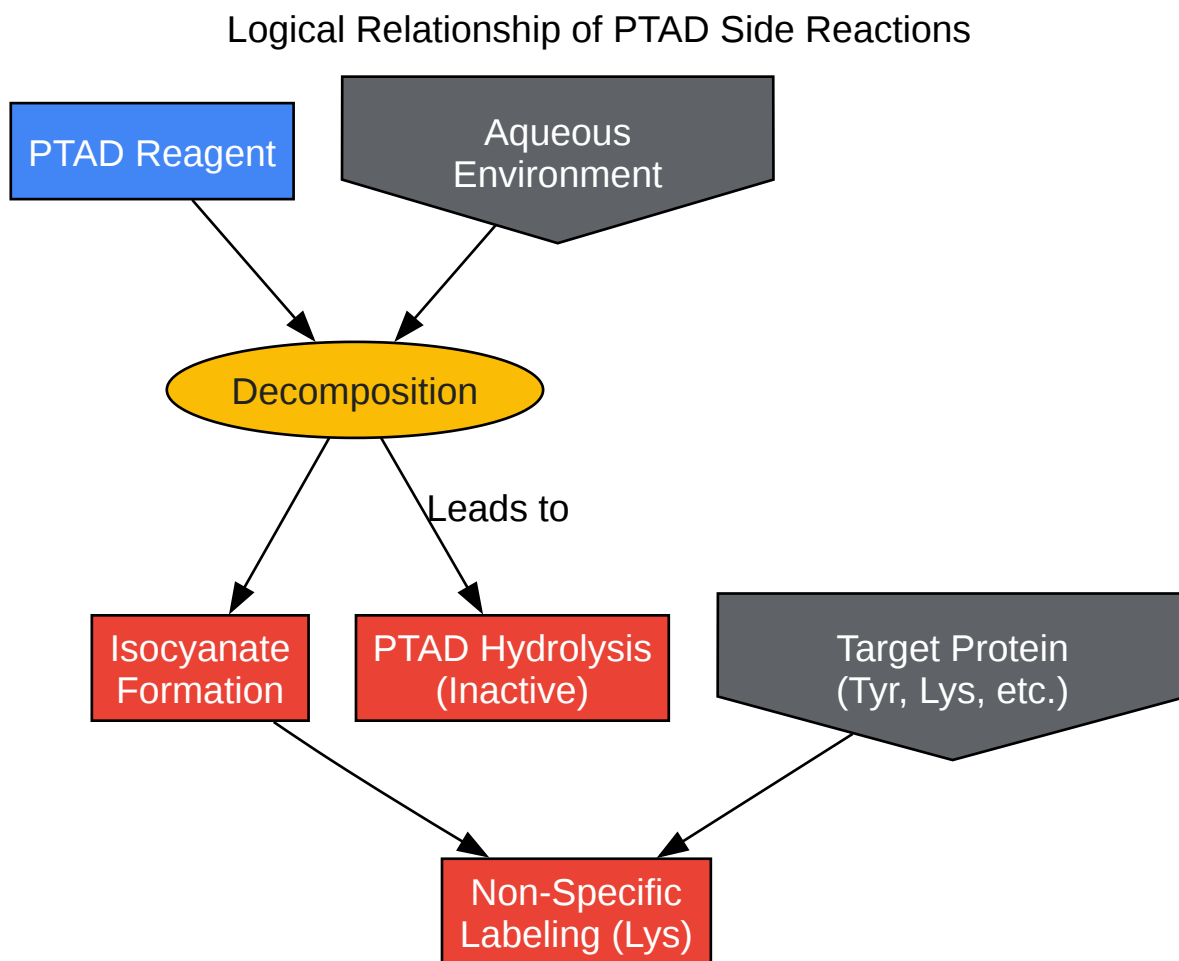 Logical Relationship of PTAD Side Reactions
PTAD Reagent
Aqueous
Environment
Decomposition
Leads to
Isocyanate
Formation
PTAD Hydrolysis
(Inactive)
Target Protein
(Tyr, Lys, etc.)
Non-Specific
Labeling (Lys)